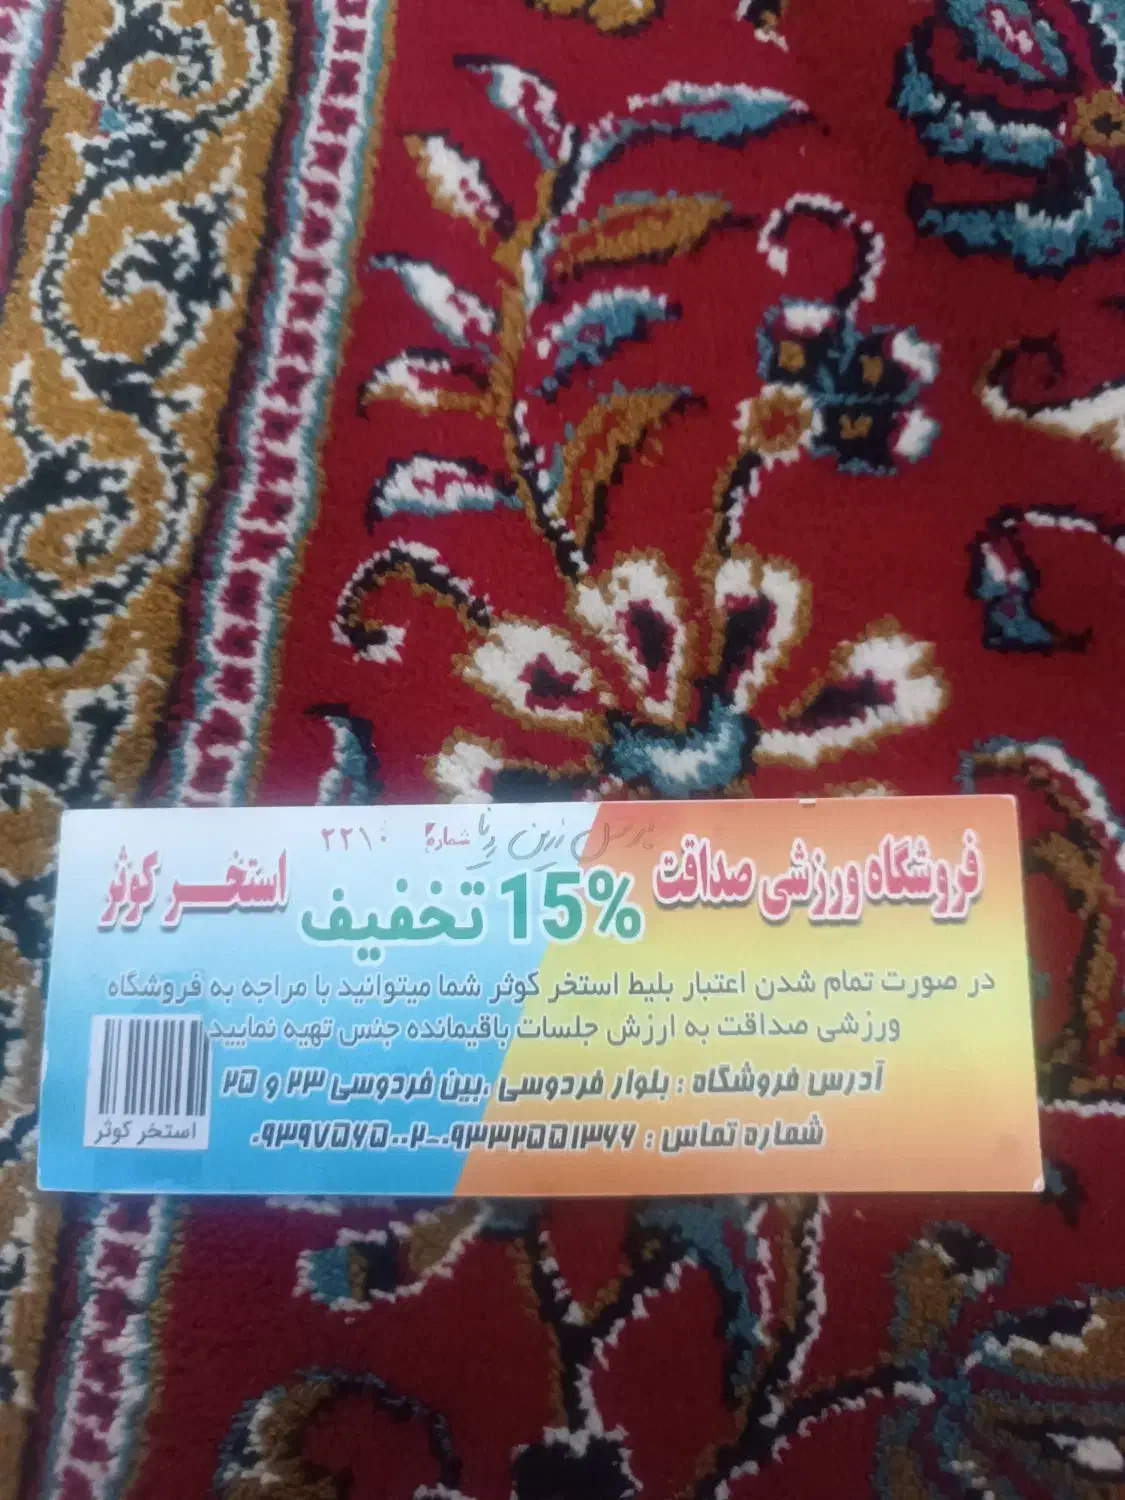 شماره ۲۲۱۰
فروشگاه ورزشی صداقت 15% تخفیف استخر کوثر
در صورت تمام شدن اعتبار بلیط استخر کوثر شما میتوانید با مراجه به فروشگاه
ورزشی صداقت به ارزش جلسات باقیمانده جنس تهیه نمایید
آدرس فروشگاه : بلوار فردوسی ،بین فردوسی ۲۳ و ۲۵
شماره تماس : ۰۹۳۹۷۵۶۵۰۰۲-۰۹۳۳۲۵۵۱۳۶۶
استخر کوثر